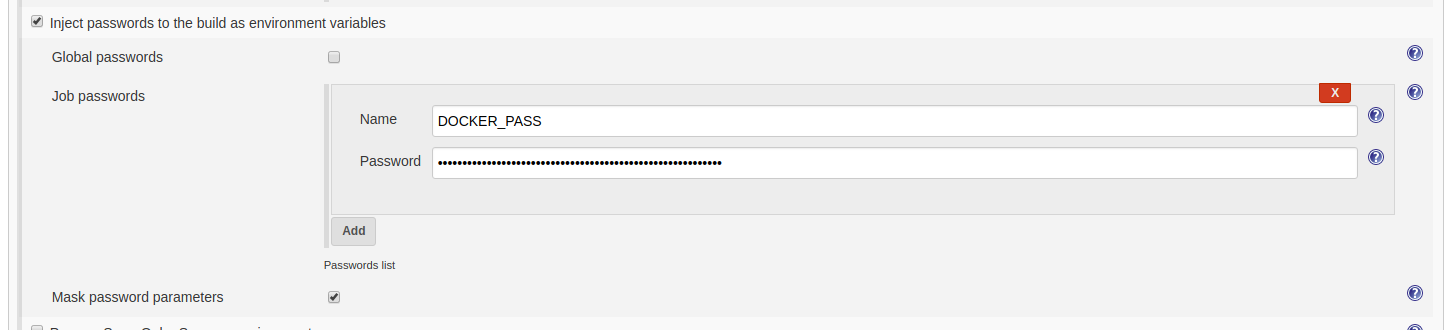 Inject passwords to the build as environment variables
Global passwords
Job passwords
X
Name
DOCKER_PASS
Password
••••••••••••••••••••••••••••••••••••••••••••••••••••••••••
Add
Passwords list
Mask password parameters